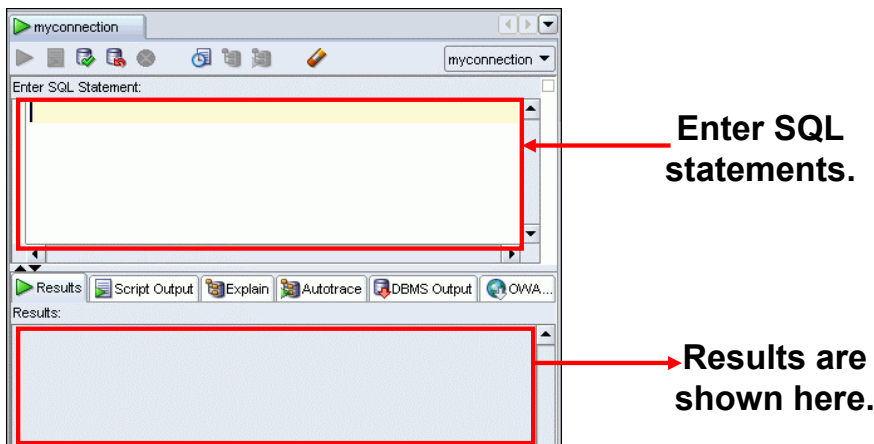 myconnection
myconnection
Enter SQL Statement:
Enter SQL
statements.
Results Script Output Explain Autotrace DBMS Output OWA...
Results:
Results are
shown here.